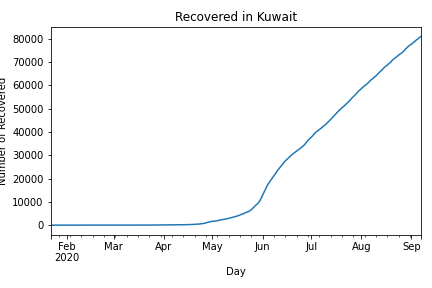 Recovered in Kuwait
Number of Recovered
80000
70000
60000
50000
40000
30000
20000
10000
0
Feb Mar Apr May Jun Jul Aug Sep
2020
Day